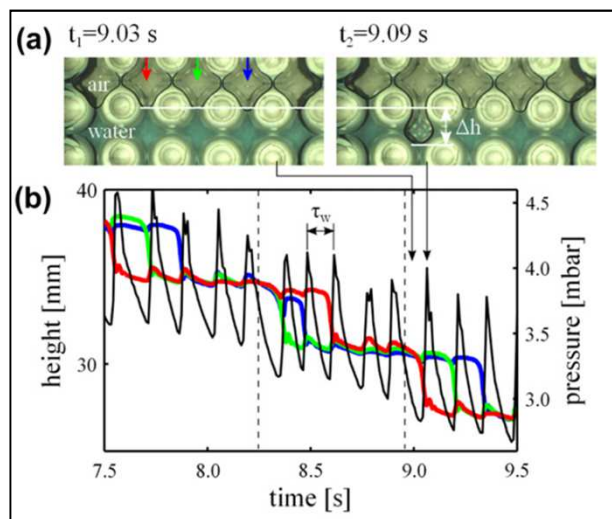 (a) t₁=9.03 s t₂=9.09 s
air
water
Δh
(b)
40
30
height [mm]
τw
4.5
4.0
3.5
3.0
pressure [mbar]
7.5 8.0 8.5 9.0 9.5
time [s]